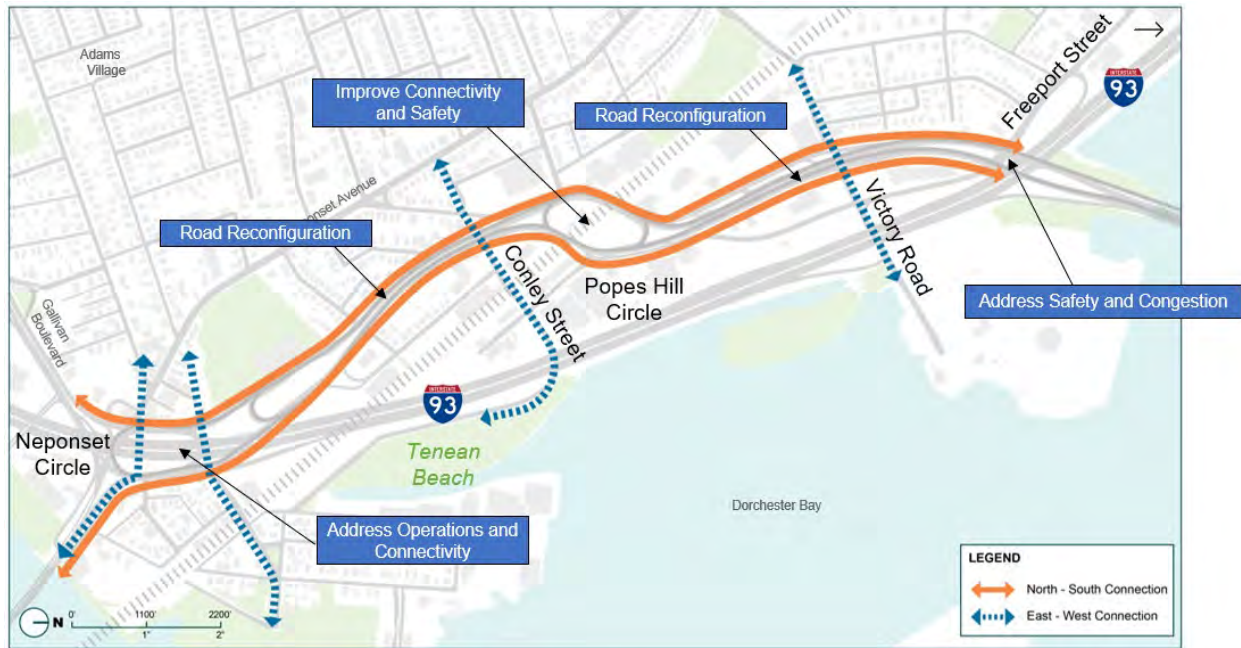 Adams
Village
Improve Connectivity
and Safety
Road Reconfiguration
Freeport Street
INTERSTATE
93
Road Reconfiguration
Avenue
Conley Street
Popes Hill
Circle
Victory Road
Address Safety and Congestion
Gallivan
Boulevard
INTERSTATE
93
Neponset
Circle
Tenean
Beach
Dorchester Bay
Address Operations and
Connectivity
N
0'
1100'
2200'
1"
2"
LEGEND
North - South Connection
East - West Connection